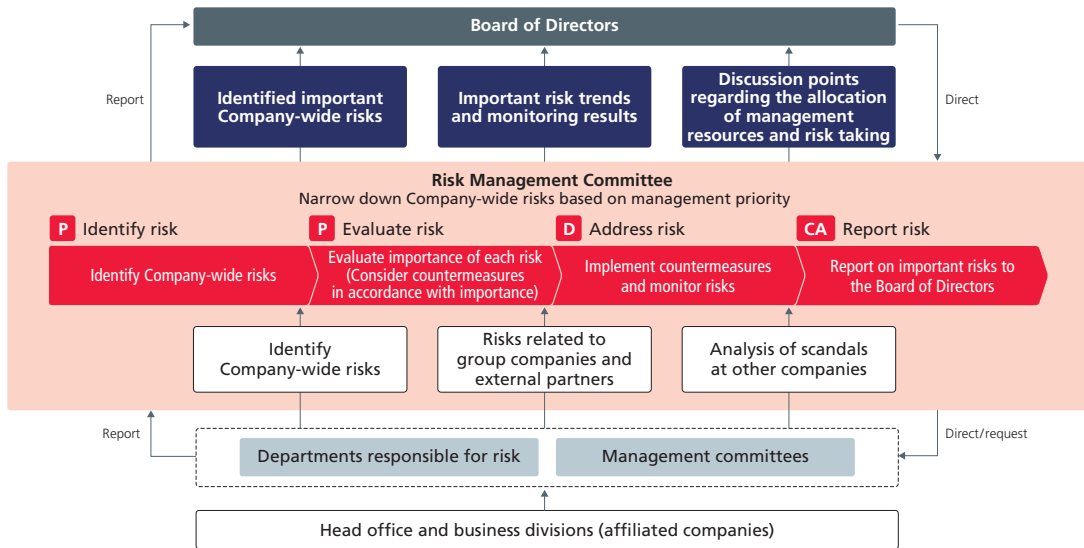 Board of Directors
Report
Identified important
Company-wide risks
Important risk trends
and monitoring results
Discussion points
regarding the allocation
of management
resources and risk taking
Direct
Risk Management Committee
Narrow down Company-wide risks based on management priority
P Identify risk
P Evaluate risk
D Address risk
CA Report risk
Identify Company-wide risks
Evaluate importance of each risk
(Consider countermeasures
in accordance with importance)
Implement countermeasures
and monitor risks
Report on important risks to
the Board of Directors
Identify
Company-wide risks
Risks related to
group companies and
external partners
Analysis of scandals
at other companies
Report
Direct/request
Departments responsible for risk
Management committees
Head office and business divisions (affiliated companies)